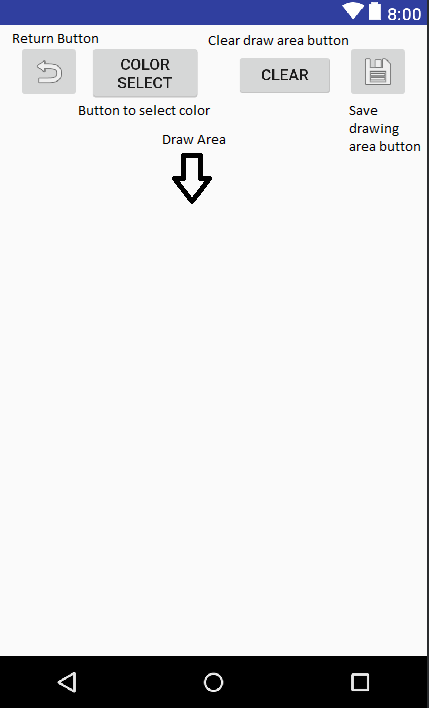 8:00
Return Button
Clear draw area button
COLOR
SELECT
CLEAR
Button to select color
Save
drawing
area button
Draw Area